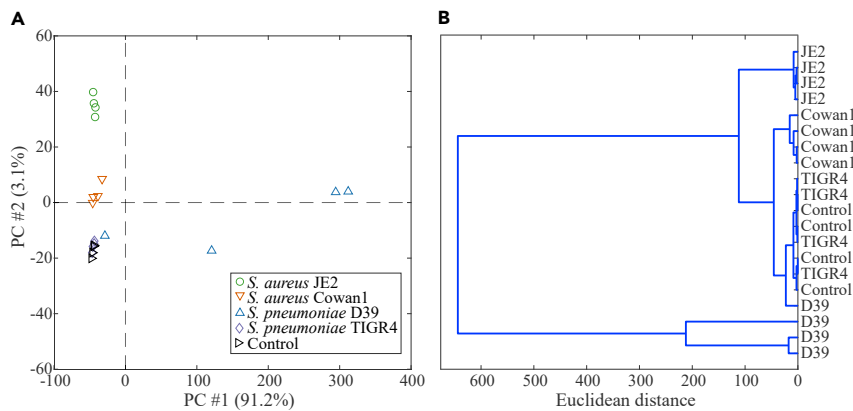 A
60
40
20
0
-20
-40
-60
-100
0
100
200
300
400
PC #2 (3.1%)
PC #1 (91.2%)
S. aureus JE2
S. aureus Cowan1
S. pneumoniae D39
S. pneumoniae TIGR4
Control
B
JE2
JE2
JE2
JE2
Cowan1
Cowan1
Cowan1
Cowan1
TIGR4
TIGR4
Control
Control
TIGR4
Control
TIGR4
Control
D39
D39
D39
D39
600
500
400
300
200
100
0
Euclidean distance